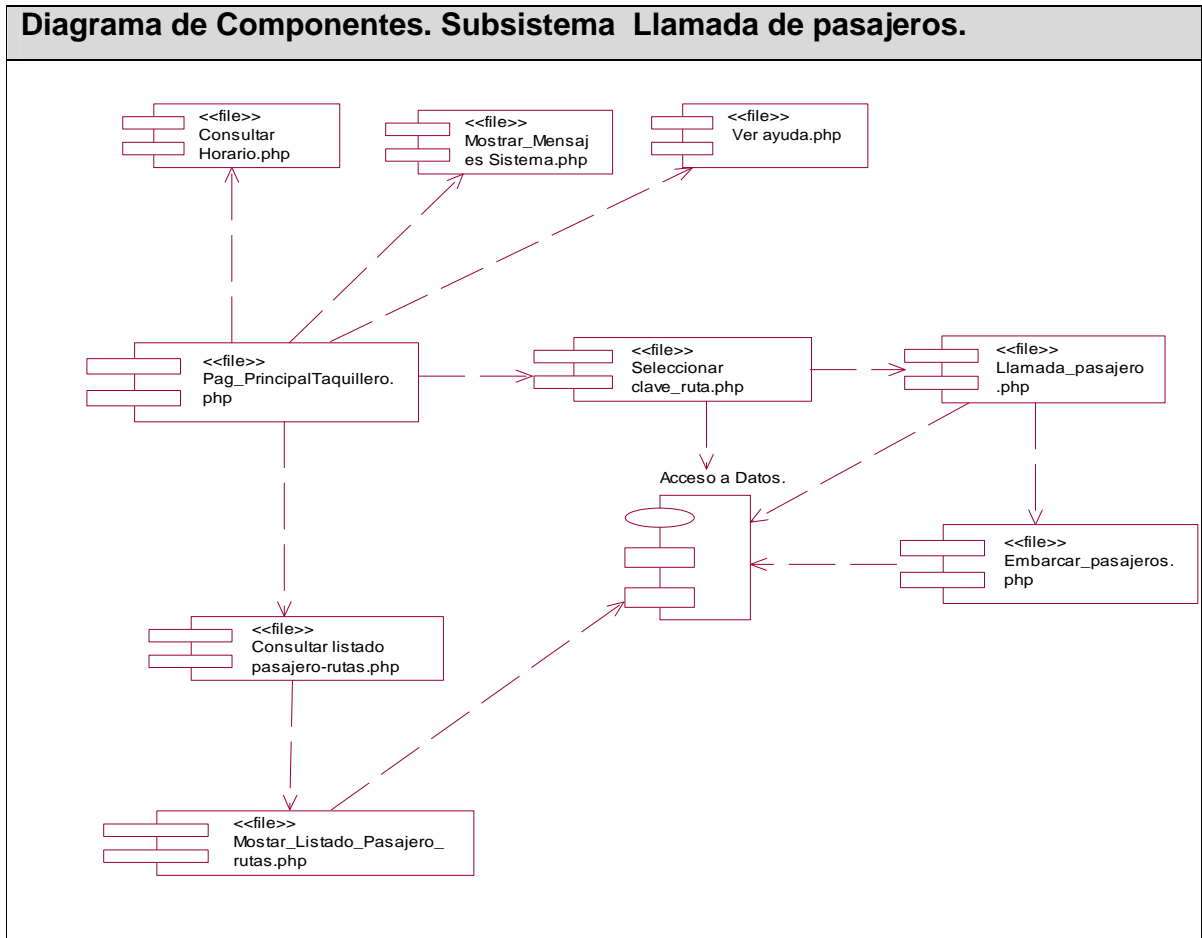 Diagrama de Componentes. Subsistema Llamada de pasajeros.
<<file>>
Consultar
Horario.php
<<file>>
Mostrar_Mensaj
es Sistema.php
<<file>>
Ver ayuda.php
<<file>>
Pag_PrincipalTaquillero.
php
<<file>>
Seleccionar
clave_ruta.php
<<file>>
Llamada_pasajero
.php
Acceso a Datos.
<<file>>
Embarcar_pasajeros.
php
<<file>>
Consultar listado
pasajero-rutas.php
<<file>>
Mostar_Listado_Pasajero_
rutas.php